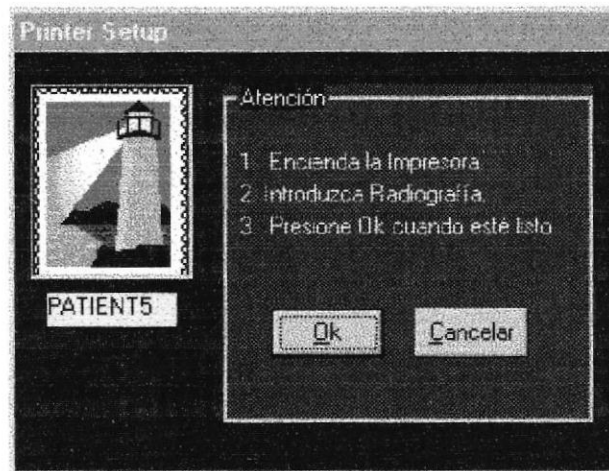 Printer Setup
Atención
1. Encienda la Impresora.
2. Introduzca Radiografía.
3. Presione Ok cuando esté listo
PATIENT5
Ok
Cancelar